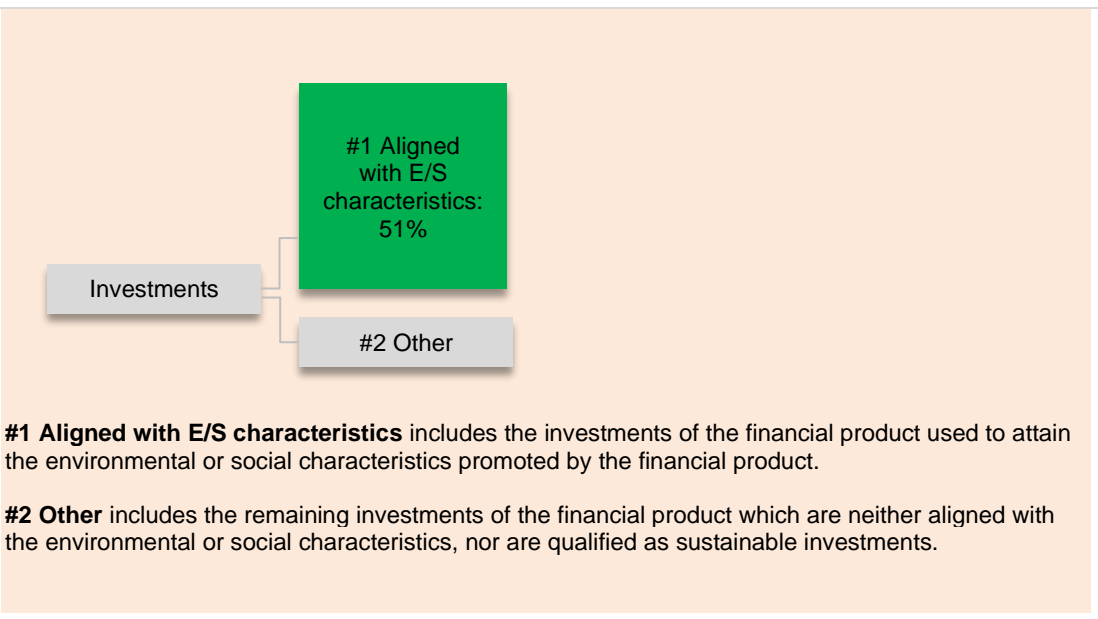 #1 Aligned
with E/S
characteristics:
51%
Investments
#2 Other
#1 Aligned with E/S characteristics includes the investments of the financial product used to attain
the environmental or social characteristics promoted by the financial product.
#2 Other includes the remaining investments of the financial product which are neither aligned with
the environmental or social characteristics, nor are qualified as sustainable investments.